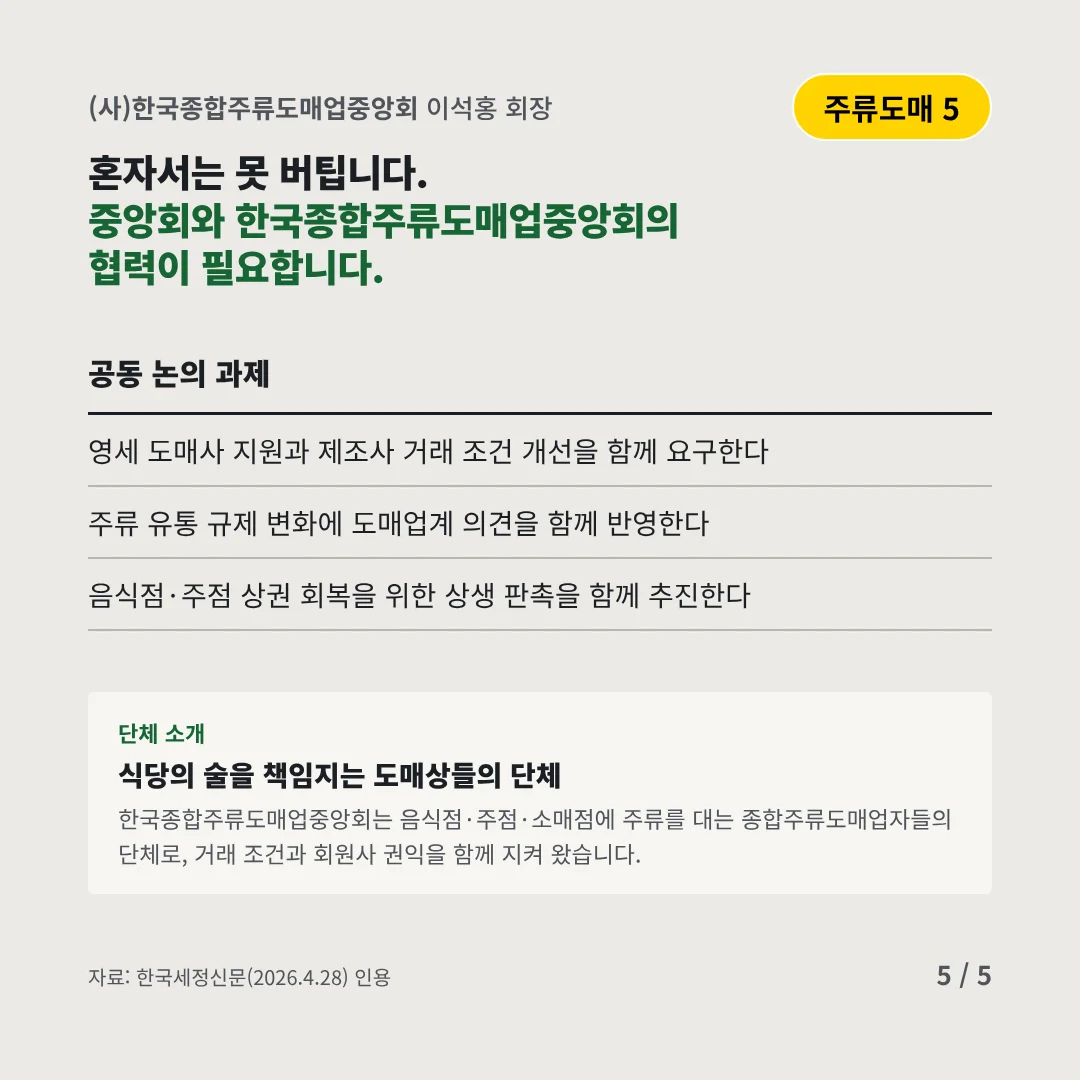 (사)한국종합주류도매업중앙회 이석홍 회장
주류도매 5
혼자서는 못 버팁니다.
중앙회와 한국종합주류도매업중앙회의
협력이 필요합니다.
공동 논의 과제
영세 도매사 지원과 제조사 거래 조건 개선을 함께 요구한다
주류 유통 규제 변화에 도매업계 의견을 함께 반영한다
음식점·주점 상권 회복을 위한 상생 판촉을 함께 추진한다
단체 소개
식당의 술을 책임지는 도매상들의 단체
한국종합주류도매업중앙회는 음식점·주점·소매점에 주류를 대는 종합주류도매업자들의
단체로, 거래 조건과 회원사 권익을 함께 지켜 왔습니다.
자료: 한국세정신문(2026.4.28) 인용
5 / 5